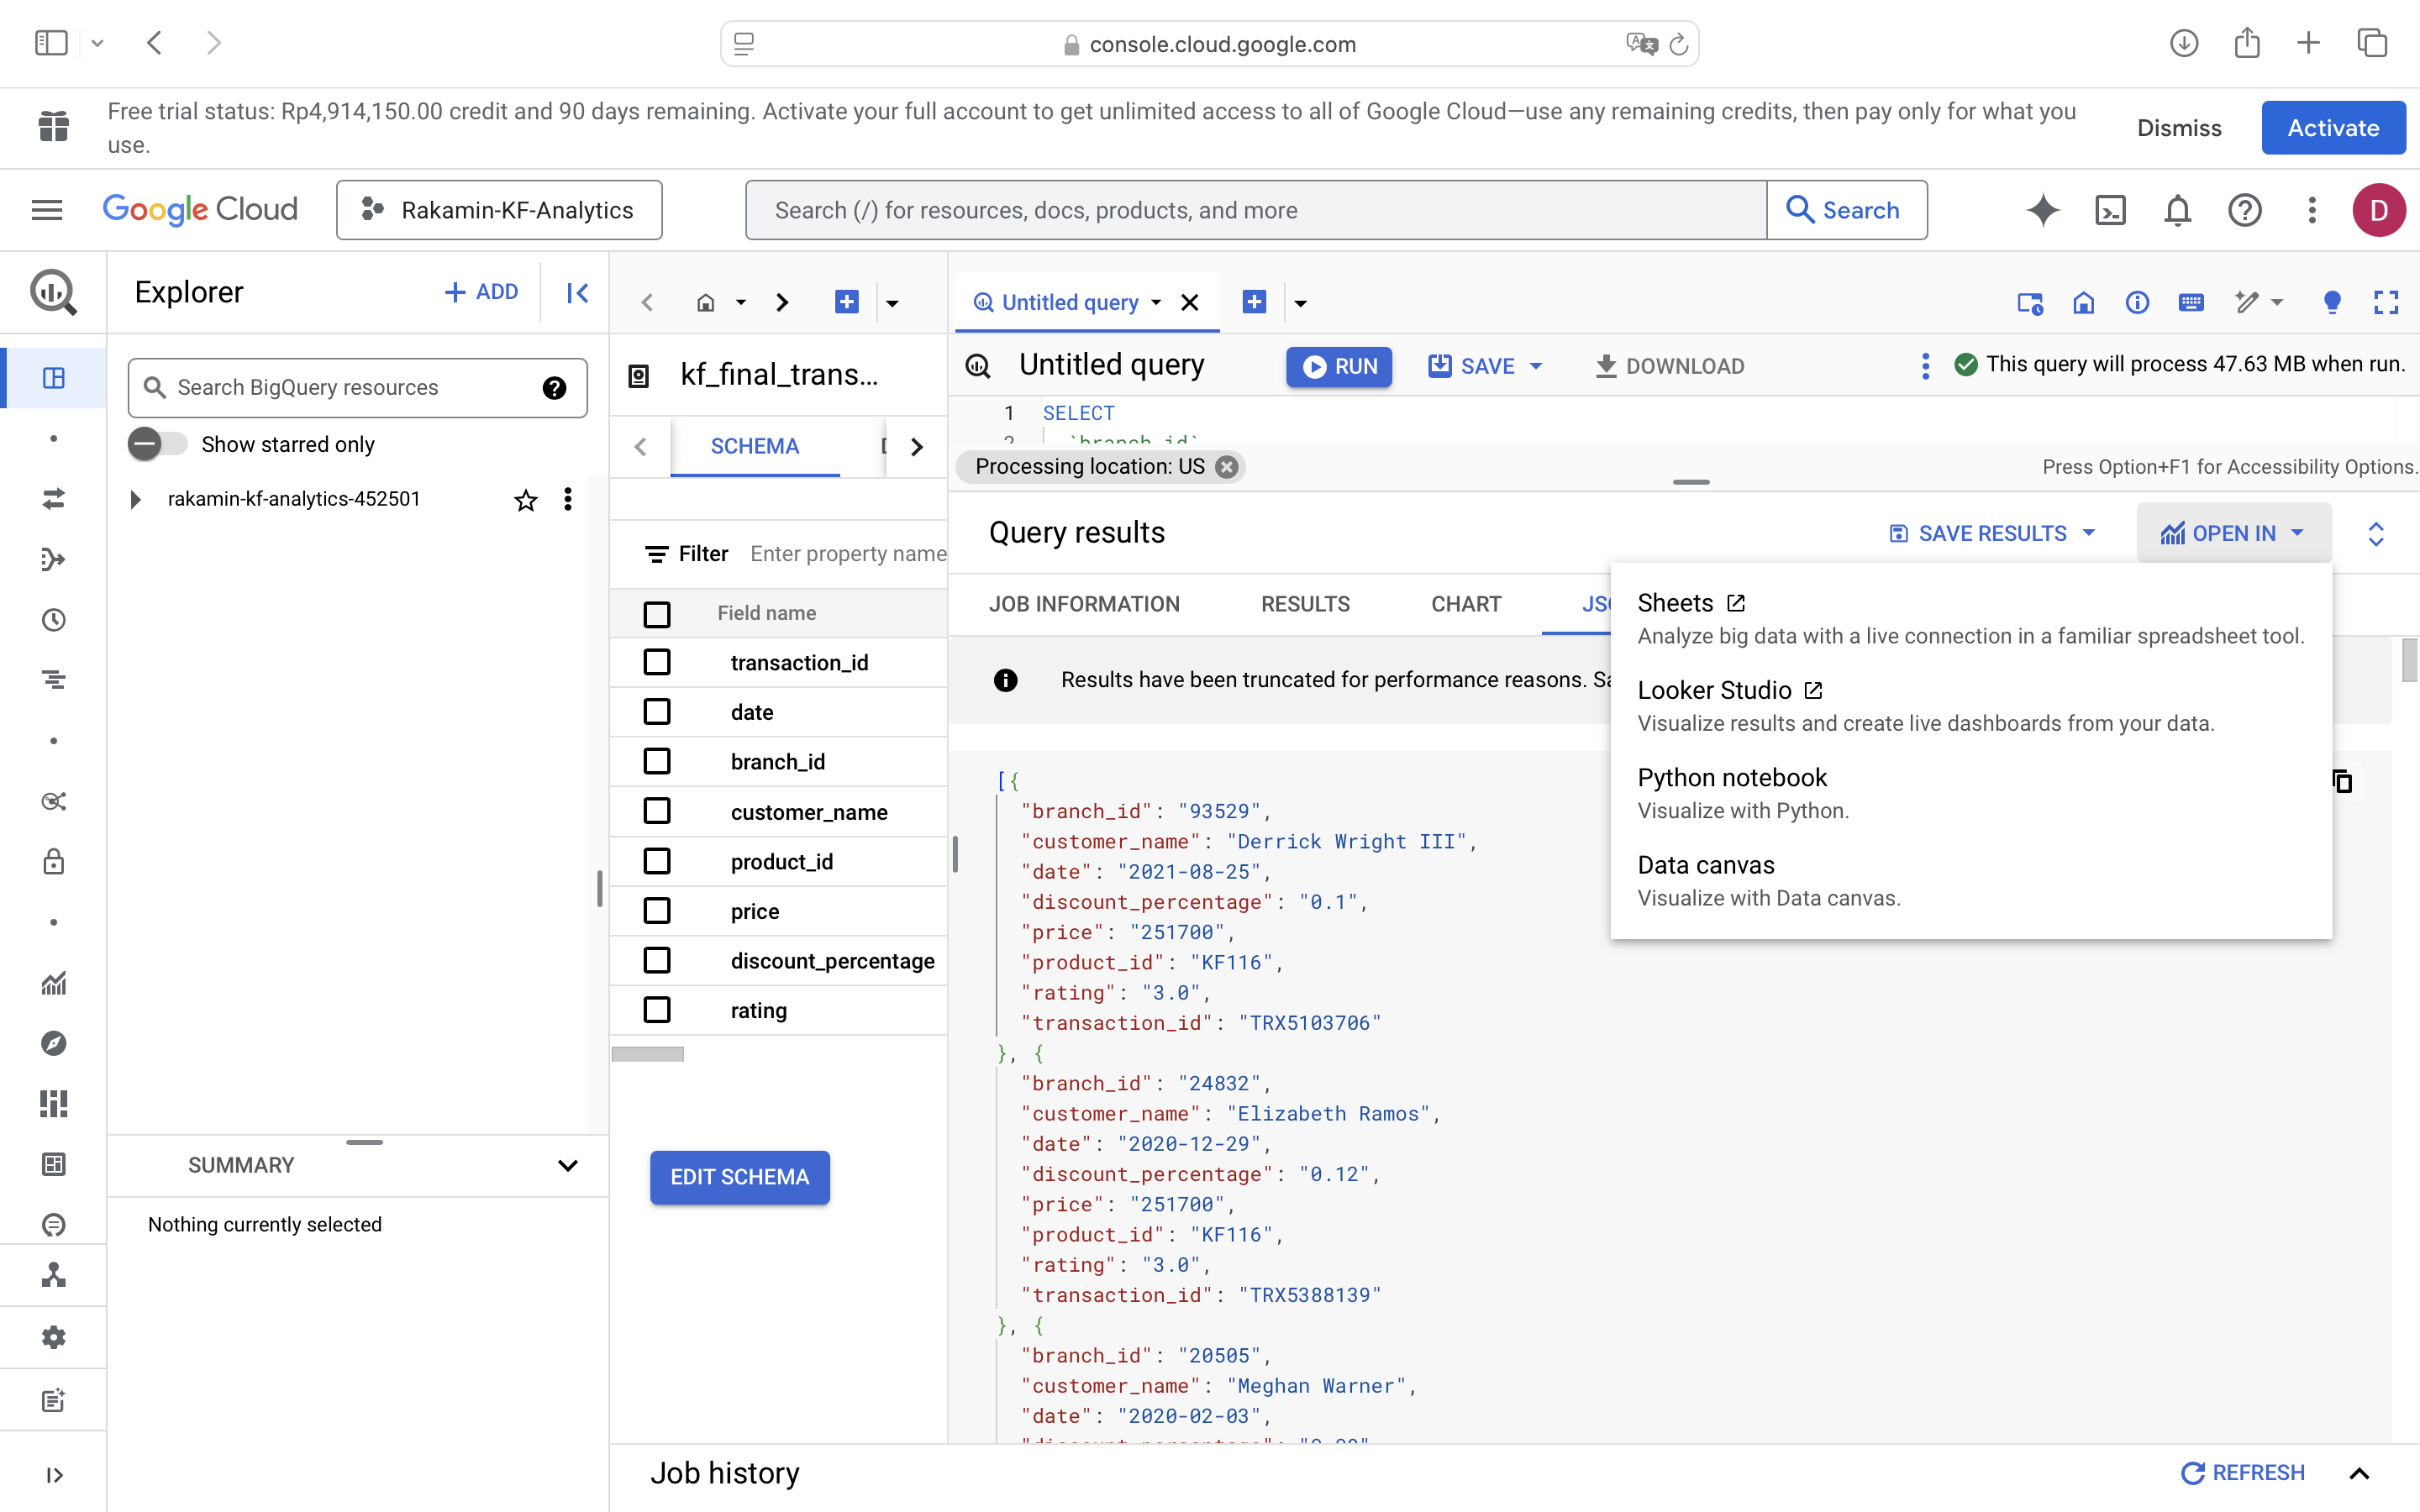 console.cloud.google.com
Free trial status: Rp4,914,150.00 credit and 90 days remaining. Activate your full account to get unlimited access to all of Google Cloud—use any remaining credits, then pay only for what you
use.
Dismiss
Activate
Google Cloud
Rakamin-KF-Analytics
Search (/) for resources, docs, products, and more
Search
D
Explorer
ADD
Search BigQuery resources
Show starred only
rakamin-kf-analytics-452501
SUMMARY
Nothing currently selected
kf_final_trans...
SCHEMA
Filter
Enter property name
Field name
transaction_id
date
branch_id
customer_name
product_id
price
discount_percentage
rating
EDIT SCHEMA
Untitled query
Untitled query
RUN
SAVE
DOWNLOAD
This query will process 47.63 MB when run.
1 SELECT
2 `branch_id`
Processing location: US
Press Option+F1 for Accessibility Options.
Query results
SAVE RESULTS
OPEN IN
JOB INFORMATION
RESULTS
CHART
Results have been truncated for performance reasons.
Sheets
Analyze big data with a live connection in a familiar spreadsheet tool.
Looker Studio
Visualize results and create live dashboards from your data.
Python notebook
Visualize with Python.
Data canvas
Visualize with Data canvas.
[{
"branch_id": "93529",
"customer_name": "Derrick Wright III",
"date": "2021-08-25",
"discount_percentage": "0.1",
"price": "251700",
"product_id": "KF116",
"rating": "3.0",
"transaction_id": "TRX5103706"
}, {
"branch_id": "24832",
"customer_name": "Elizabeth Ramos",
"date": "2020-12-29",
"discount_percentage": "0.12",
"price": "251700",
"product_id": "KF116",
"rating": "3.0",
"transaction_id": "TRX5388139"
}, {
"branch_id": "20505",
"customer_name": "Meghan Warner",
"date": "2020-02-03",
Job history
REFRESH